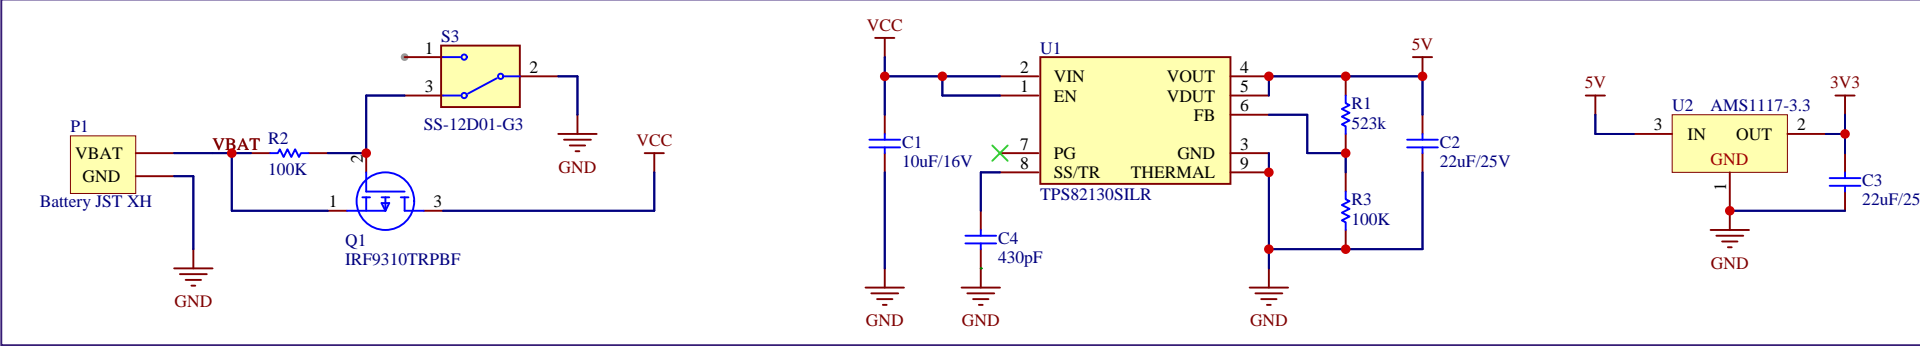 S3
1
3
2
SS-12D01-G3
GND
P1
VBAT
GND
Battery JST XH
VBAT
R2
100K
2
1
3
Q1
IRF9310TRPBF
VCC
GND
VCC
C1
10uF/16V
GND
U1
2 VIN
1 EN
7 PG
8 SS/TR
VOUT 4
VDUT 5
FB 6
GND 3
THERMAL 9
TPS82130SILR
C4
430pF
GND
5V
R1
523k
R3
100K
C2
22uF/25V
GND
5V
U2 AMS1117-3.3
3 IN OUT 2
GND
1
GND
3V3
C3
22uF/25